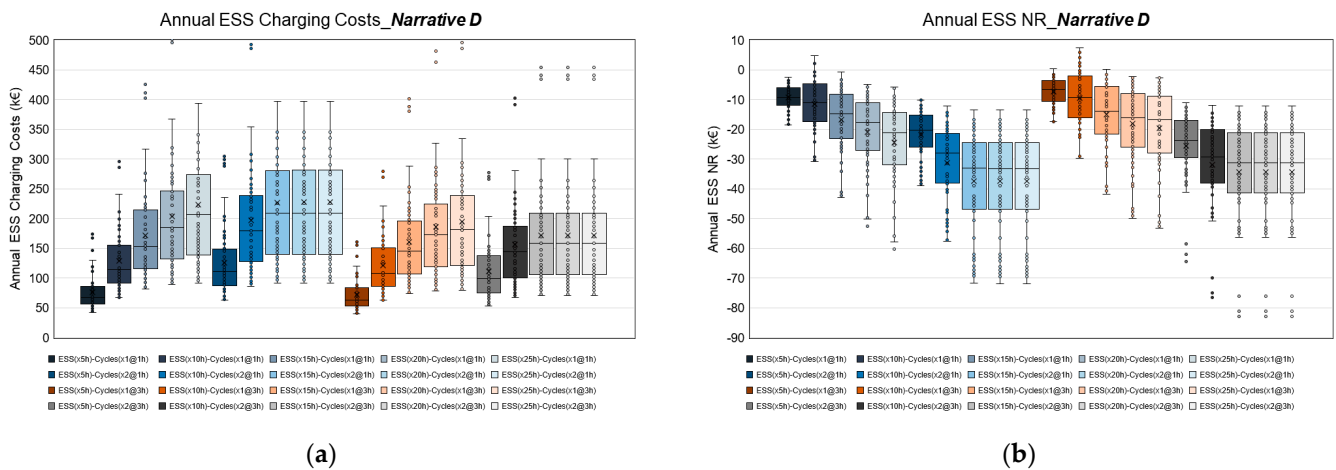 Annual ESS Charging Costs_Narrative D
Annual ESS Charging Costs (k€)
500
450
400
350
300
250
200
150
100
50
0
ESS(x5h)-Cycles(x1@1h) ESS(x10h)-Cycles(x1@1h) ESS(x15h)-Cycles(x1@1h) ESS(x20h)-Cycles(x1@1h) ESS(x25h)-Cycles(x1@1h)
ESS(x5h)-Cycles(x2@1h) ESS(x10h)-Cycles(x2@1h) ESS(x15h)-Cycles(x2@1h) ESS(x20h)-Cycles(x2@1h) ESS(x25h)-Cycles(x2@1h)
ESS(x5h)-Cycles(x1@3h) ESS(x10h)-Cycles(x1@3h) ESS(x15h)-Cycles(x1@3h) ESS(x20h)-Cycles(x1@3h) ESS(x25h)-Cycles(x1@3h)
ESS(x5h)-Cycles(x2@3h) ESS(x10h)-Cycles(x2@3h) ESS(x15h)-Cycles(x2@3h) ESS(x20h)-Cycles(x2@3h) ESS(x25h)-Cycles(x2@3h)
(a)
Annual ESS NR_Narrative D
Annual ESS NR (k€)
10
0
-10
-20
-30
-40
-50
-60
-70
-80
-90
ESS(x5h)-Cycles(x1@1h) ESS(x10h)-Cycles(x1@1h) ESS(x15h)-Cycles(x1@1h) ESS(x20h)-Cycles(x1@1h) ESS(x25h)-Cycles(x1@1h)
ESS(x5h)-Cycles(x2@1h) ESS(x10h)-Cycles(x2@1h) ESS(x15h)-Cycles(x2@1h) ESS(x20h)-Cycles(x2@1h) ESS(x25h)-Cycles(x2@1h)
ESS(x5h)-Cycles(x1@3h) ESS(x10h)-Cycles(x1@3h) ESS(x15h)-Cycles(x1@3h) ESS(x20h)-Cycles(x1@3h) ESS(x25h)-Cycles(x1@3h)
ESS(x5h)-Cycles(x2@3h) ESS(x10h)-Cycles(x2@3h) ESS(x15h)-Cycles(x2@3h) ESS(x20h)-Cycles(x2@3h) ESS(x25h)-Cycles(x2@3h)
(b)